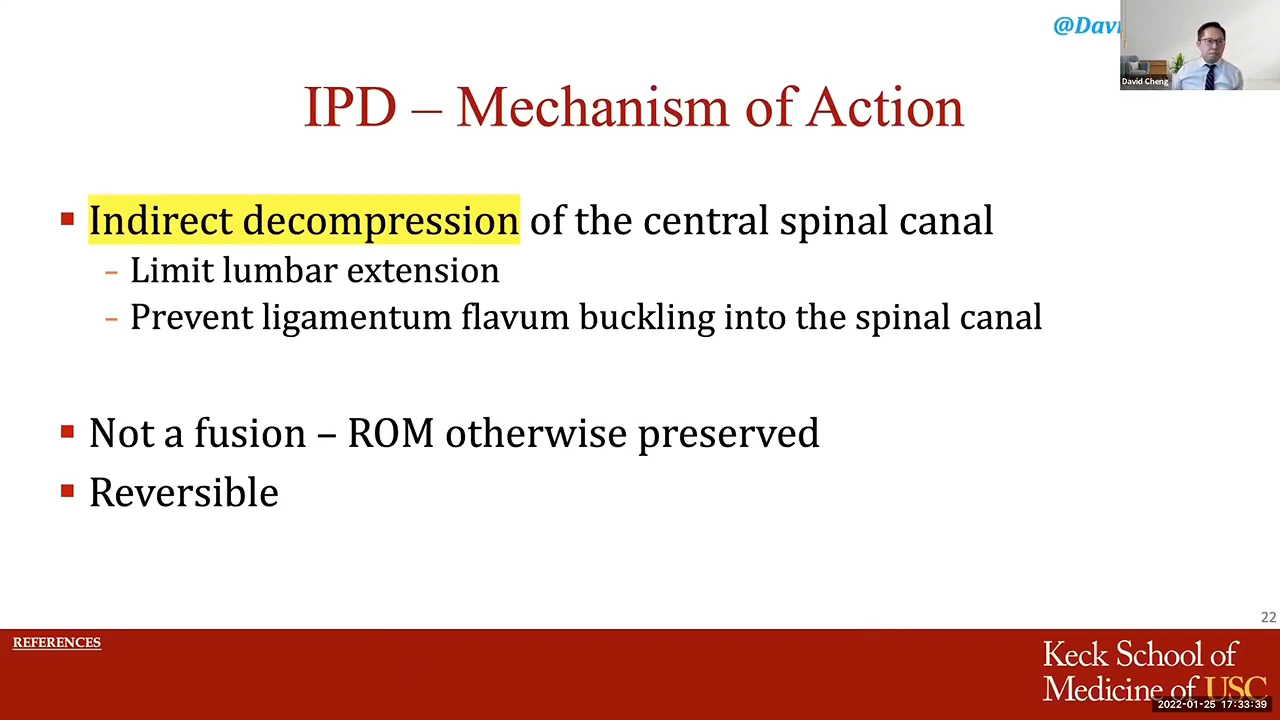 @Davi
David Cheng
IPD – Mechanism of Action
▪ Indirect decompression of the central spinal canal
– Limit lumbar extension
– Prevent ligamentum flavum buckling into the spinal canal
▪ Not a fusion – ROM otherwise preserved
▪ Reversible
22
REFERENCES
Keck School of
Medicine of USC
2022-01-25 17:33:39